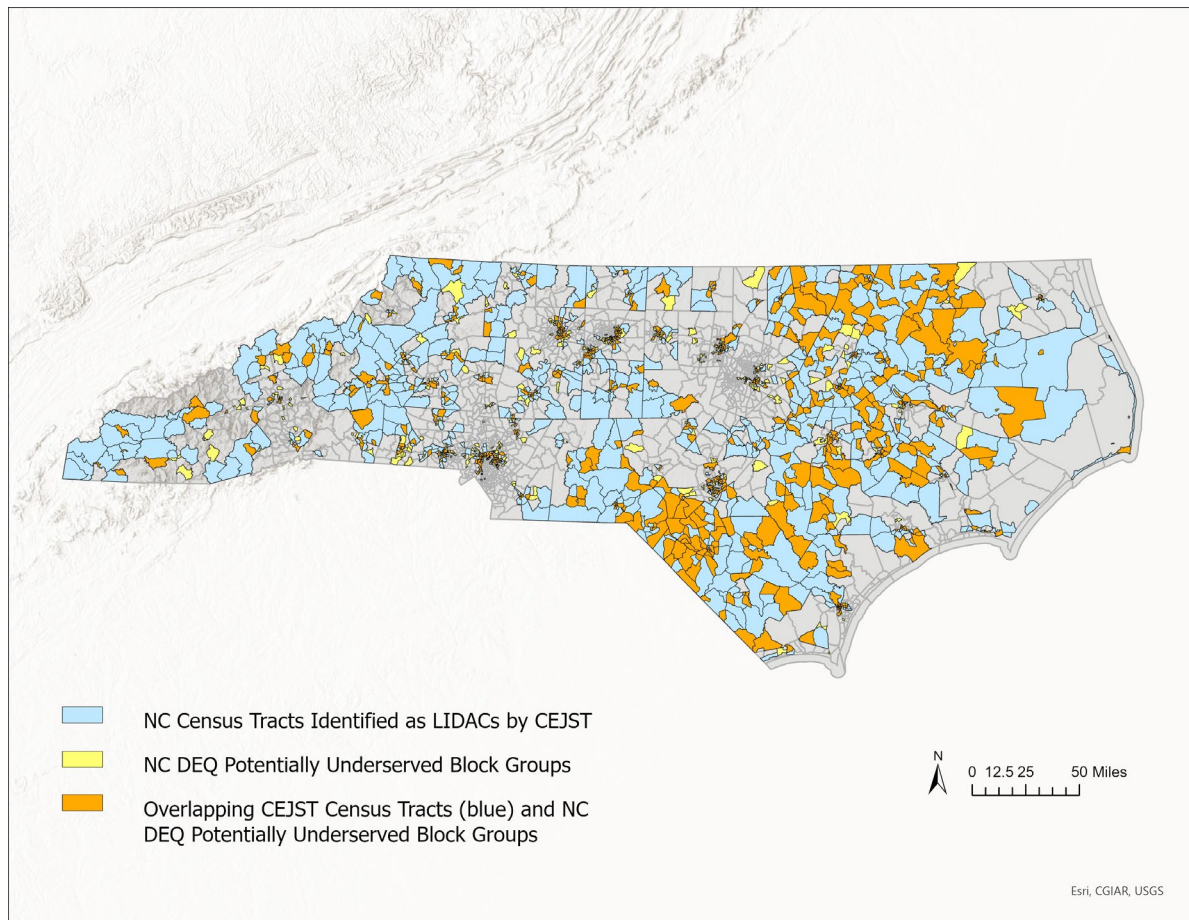 NC Census Tracts Identified as LIDACs by CEJST
NC DEQ Potentially Underserved Block Groups
Overlapping CEJST Census Tracts (blue) and NC
DEQ Potentially Underserved Block Groups
N
0 12.5 25 50 Miles
Esri, CGIAR, USGS